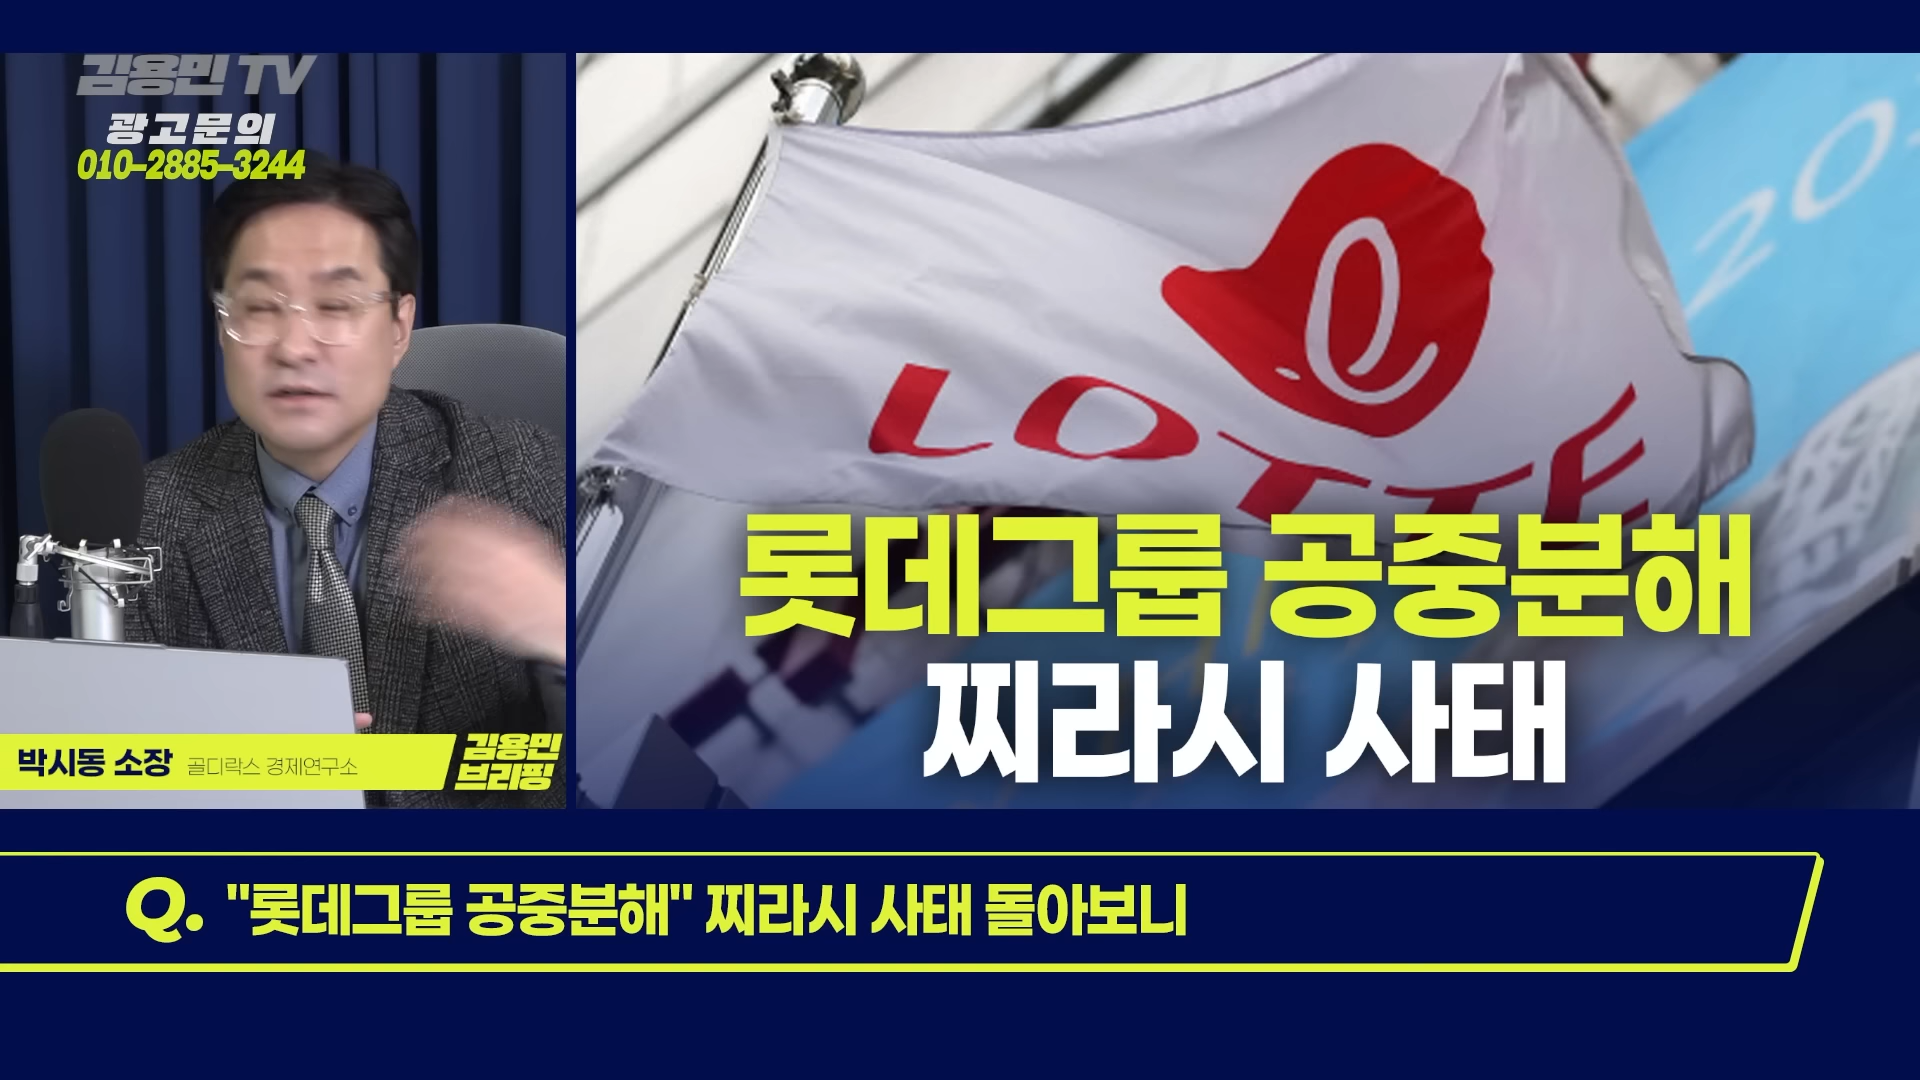 김용민 TV
광고문의
010-2885-3244
LOTTE
롯데그룹 공중분해
찌라시 사태
박시동 소장 골디락스 경제연구소
김용민
브리핑
Q. "롯데그룹 공중분해" 찌라시 사태 돌아보니